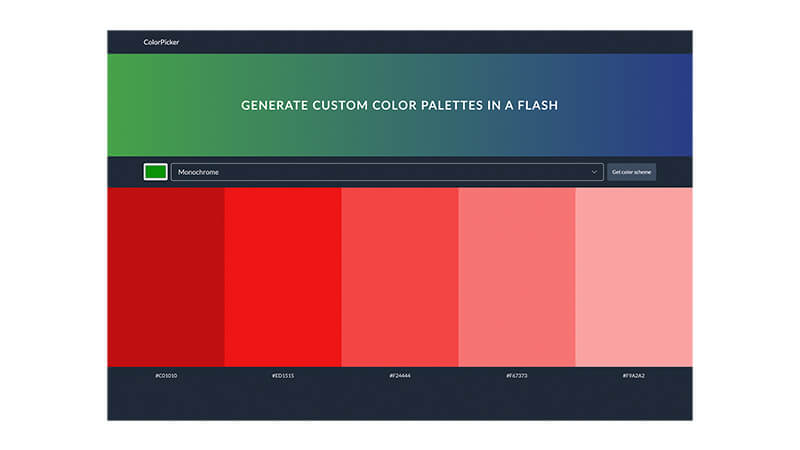 ColorPicker
GENERATE CUSTOM COLOR PALETTES IN A FLASH
Monochrome
Get color scheme
#C01010
#ED1515
#F24444
#F67373
#F9A2A2